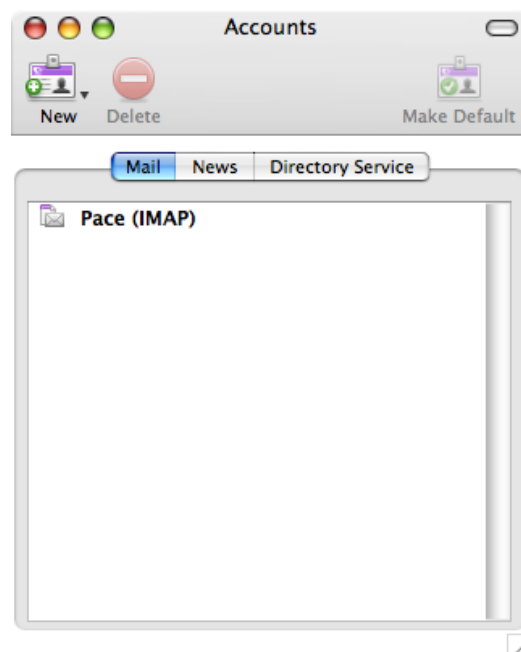 Accounts
New Delete Make Default
Mail News Directory Service
Pace (IMAP)